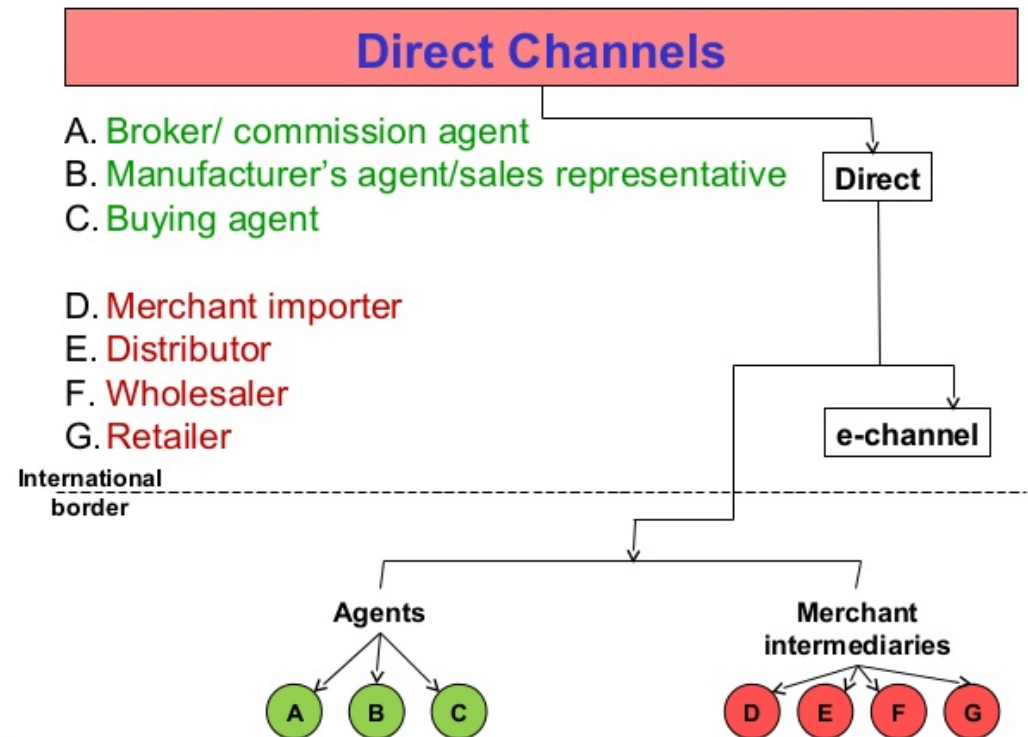 Direct Channels
A. Broker/ commission agent
B. Manufacturer’s agent/sales representative
C. Buying agent
Direct
D. Merchant importer
E. Distributor
F. Wholesaler
G. Retailer
e-channel
International
border
Agents
Merchant
intermediaries
A B C D E F G